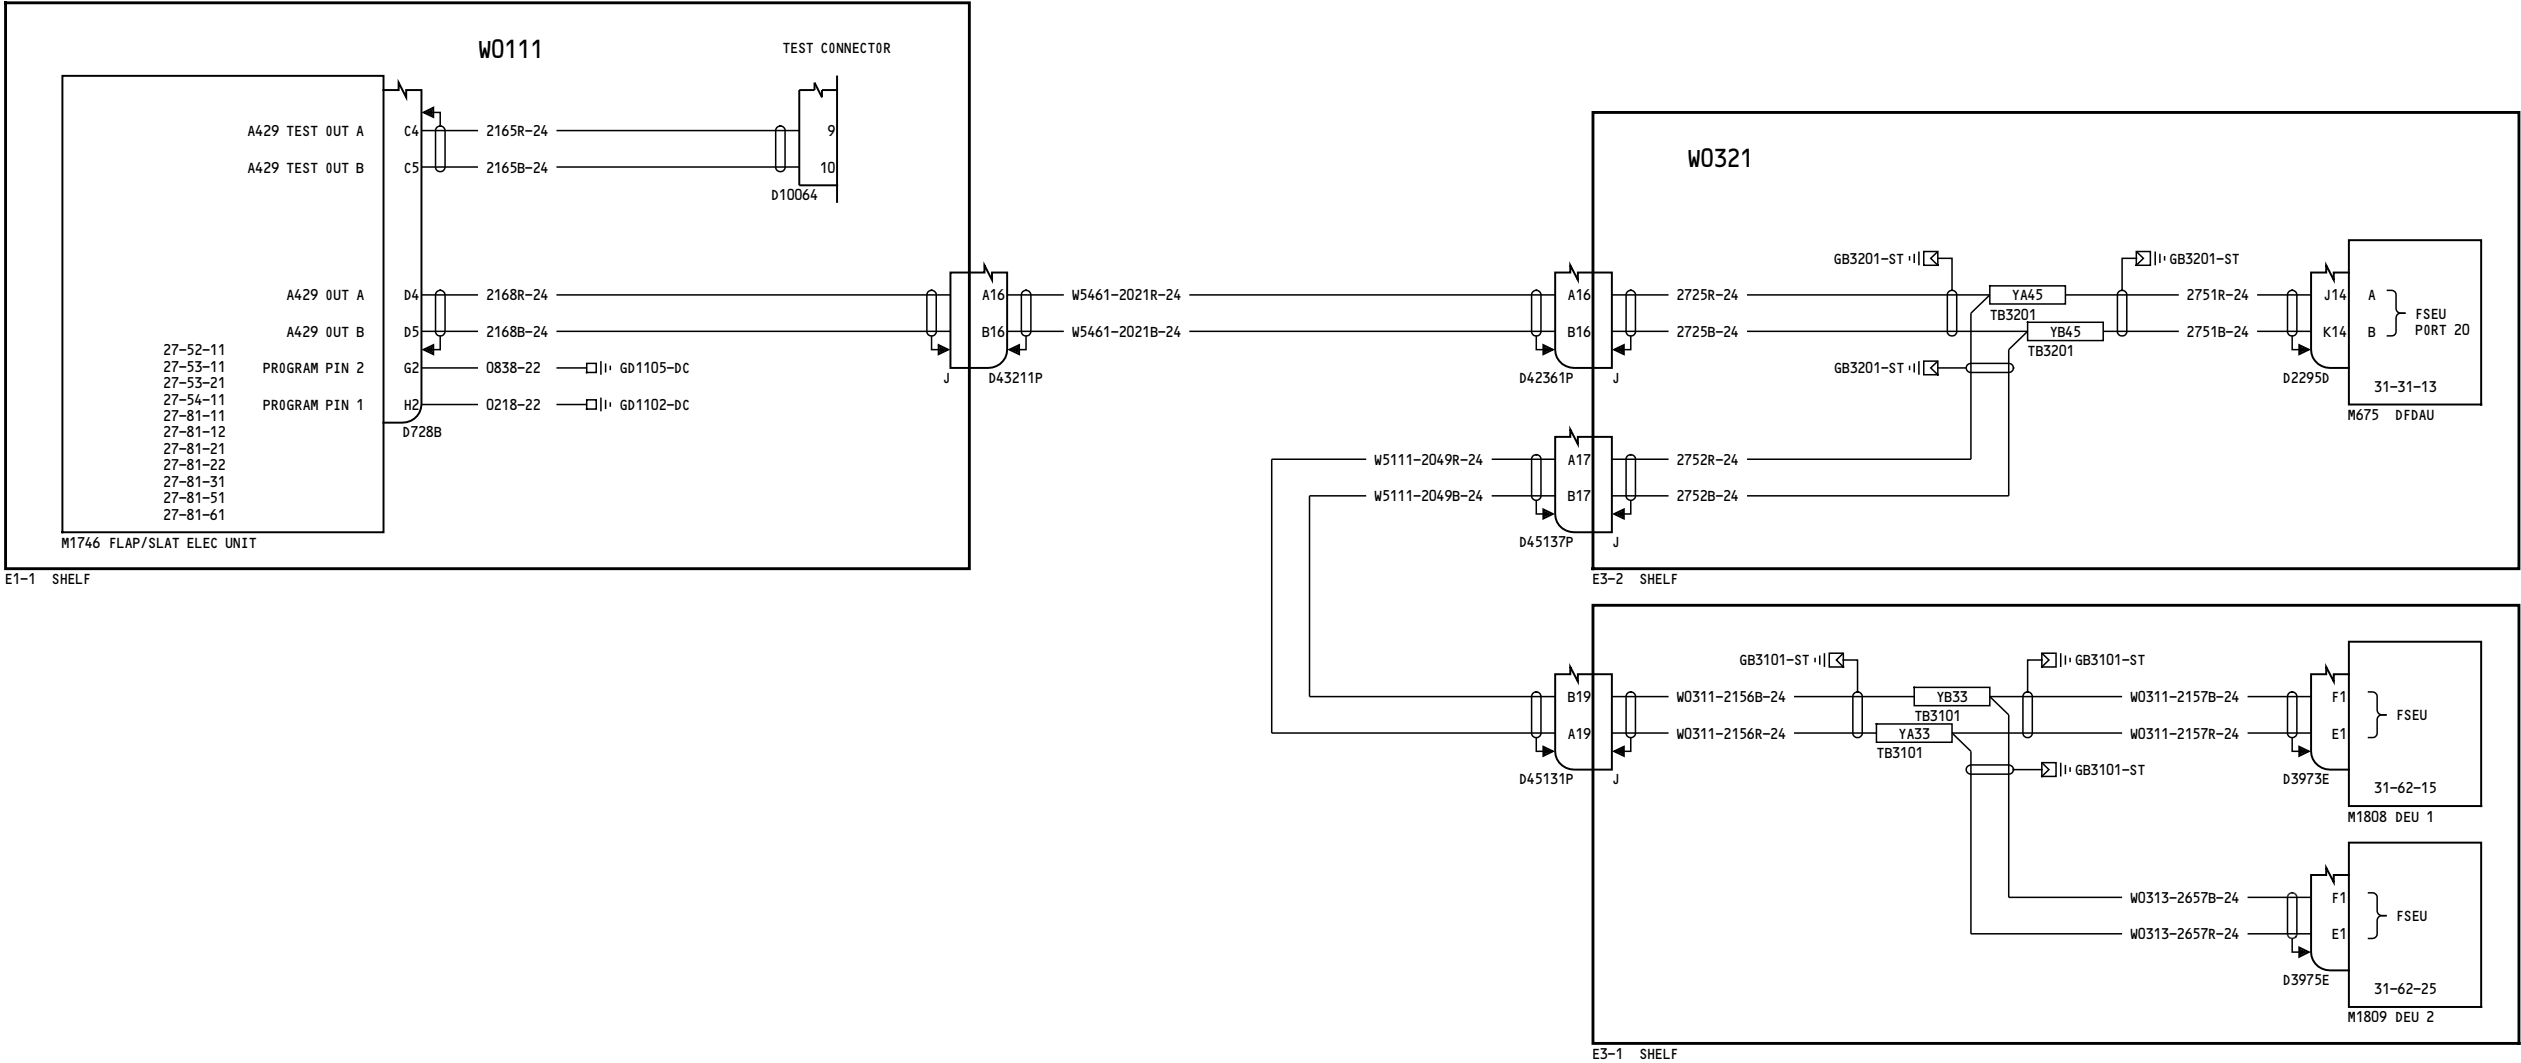 W0111
TEST CONNECTOR
A429 TEST OUT A C4 2165R-24 9
A429 TEST OUT B C5 2165B-24 10
D10064
A429 OUT A D4 2168R-24 A16 W5461-2021R-24
A429 OUT B D5 2168B-24 B16 W5461-2021B-24
PROGRAM PIN 2 G2 0838-22 GD1105-DC
PROGRAM PIN 1 H2 0218-22 GD1102-DC
J D43211P
D728B
27-52-11
27-53-11
27-53-21
27-54-11
27-81-11
27-81-12
27-81-21
27-81-22
27-81-31
27-81-51
27-81-61
M1746 FLAP/SLAT ELEC UNIT
E1-1 SHELF
W0321
GB3201-ST GB3201-ST
A16 2725R-24 YA45 2751R-24 J14 A
TB3201
FSEU
PORT 20
B16 2725B-24 YB45 2751B-24 K14 B
TB3201
GB3201-ST
D42361P J
D2295D
31-31-13
M675 DFDAU
W5111-2049R-24 A17 2752R-24
W5111-2049B-24 B17 2752B-24
D45137P J
E3-2 SHELF
GB3101-ST GB3101-ST
B19 W0311-2156B-24 YB33 W0311-2157B-24 F1
TB3101
FSEU
A19 W0311-2156R-24 YA33 W0311-2157R-24 E1
TB3101
GB3101-ST
D45131P J
D3973E
31-62-15
M1808 DEU 1
W0313-2657B-24 F1
FSEU
W0313-2657R-24 E1
D3975E
31-62-25
M1809 DEU 2
E3-1 SHELF